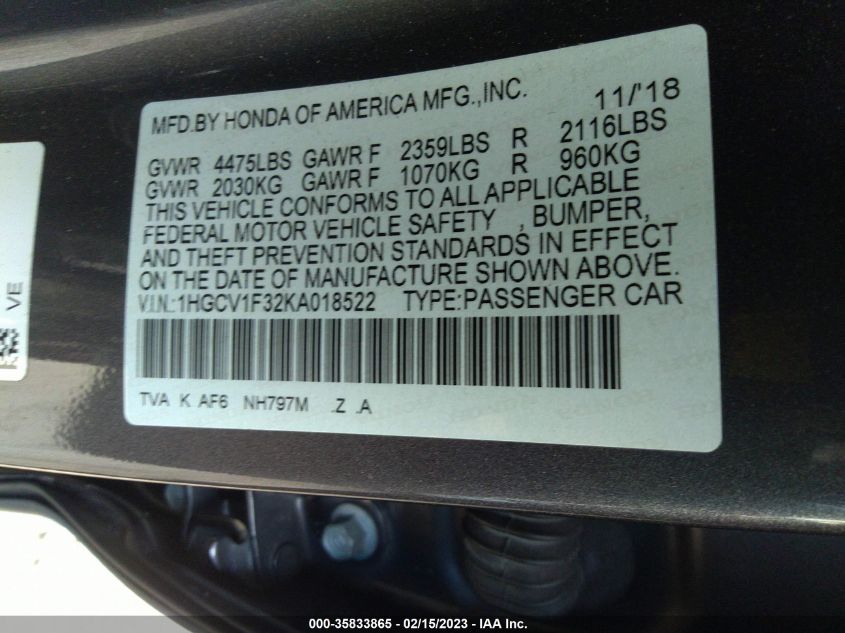 MFD.BY HONDA OF AMERICA MFG.,INC. 11/'18
GVWR 4475LBS GAWR F 2359LBS R 2116LBS
GVWR 2030KG GAWR F 1070KG R 960KG
THIS VEHICLE CONFORMS TO ALL APPLICABLE
FEDERAL MOTOR VEHICLE SAFETY , BUMPER,
AND THEFT PREVENTION STANDARDS IN EFFECT
ON THE DATE OF MANUFACTURE SHOWN ABOVE.
V.I.N.:1HGCV1F32KA018522 TYPE:PASSENGER CAR
TVA K AF6 NH797M .Z .A
VE
000-35833865 - 02/15/2023 - IAA Inc.